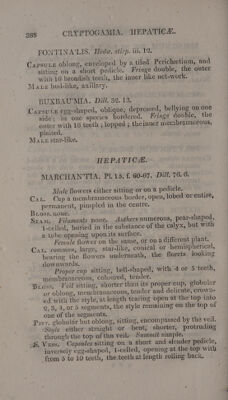 388 CRYPTOGAMIA. HEPATICÆ.
FONTINA'LIS. Hedw. stirp. iii. 12.
CAPSULE oblong, enveloped by a tiled Perichætium, and
sitting on a short pedicle. Fringe double, the outer
with 16 broadish teeth, the inner like net-work.
MALE bud-like, axillary.
BUXBAU'MIA. Dill. 32. 13.
CAPSULE egg-shaped, oblique, depressed, bellying on one
side; in one species bordered. Fringe double, the
outer with 16 teeth; lopped; the inner membranaceous,
plaited.
MALE star-like.
HEPATICÆ.
MARCHAN'TIA. Pl. 18. f. 60-67. Dill. 76. 6.
Male flowers either sitting or on a pedicle.
CAL. Cup a membranaceous border, open, lobed or entire,
permanent, pimpled in the centre.
BLOSS. none.
STAM. Filaments none. Anthers numerous, pear-shaped,
1-celled, buried in the substance of the calyx, but with
a tube opening upon its surface.
Female flowers on the same, or on a different plant.
CAL. common, large, star-like, conical or hemispherical,
bearing the flowers underneath, the florets looking
downwards.
Proper cup sitting, bell-shaped, with 4 or 5 teeth,
membranaceous, coloured, tender.
BLOSS. Veil sitting, shorter than its proper cup, globular
or oblong, membranaceous, tender and delicate, crown-
ed with the style, at length tearing open at the top into
2, 3, 4, or 5 segments, the style remaining on the top of
one of the segments.
PIST. globular but oblong, sitting, encompassed by the veil.
Style either straight or bent, shorter, protruding
through the top of the veil. Summit simple.
S. VESS. Capsules sitting on a short and slender pedicle,
inversely egg-shaped, 1-celled, opening at the top with
from 5 to 10 teeth, the teeth at length rolling back.